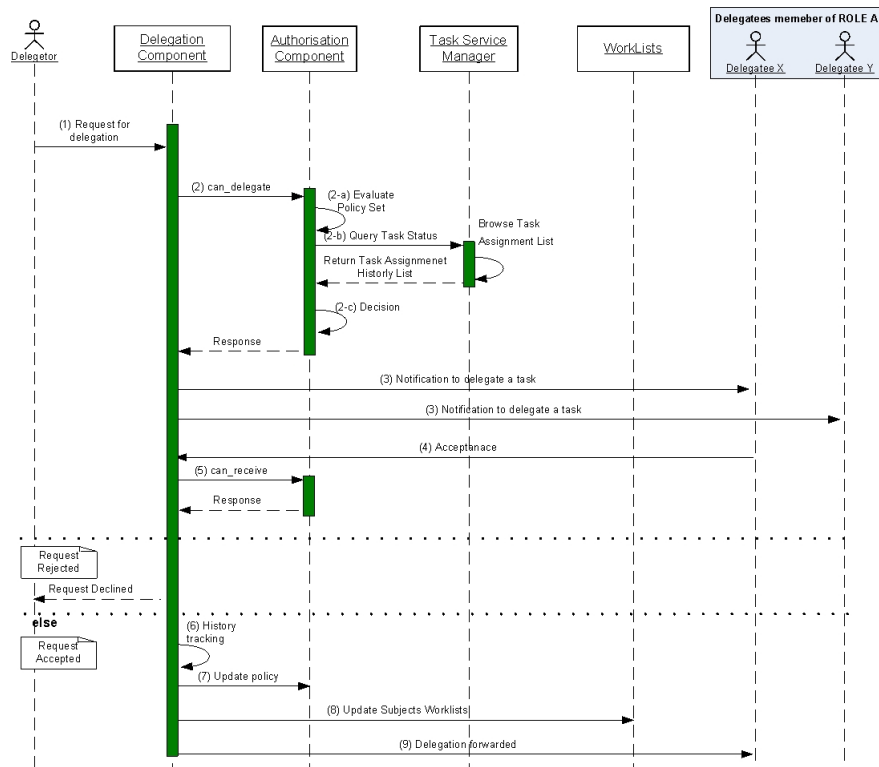 Delegatees memeber of ROLE A
Delegetor
Delegation
Component
Authorisation
Component
Task Service
Manager
WorkLists
Delegatee X
Delegatee Y
(1) Request for
delegation
(2) can_delegate
(2-a) Evaluate
Policy Set
Browse Task
(2-b) Query Task Status
Assignment List
Return Task Assignmenet
Historly List
(2-c) Decision
Response
(3) Notification to delegate a task
(3) Notification to delegate a task
(4) Acceptanace
(5) can_receive
Response
Request
Rejected
Request Declined
else
(6) History
tracking
Request
Accepted
(7) Update policy
(8) Update Subjects Worklists
(9) Delegation forwarded